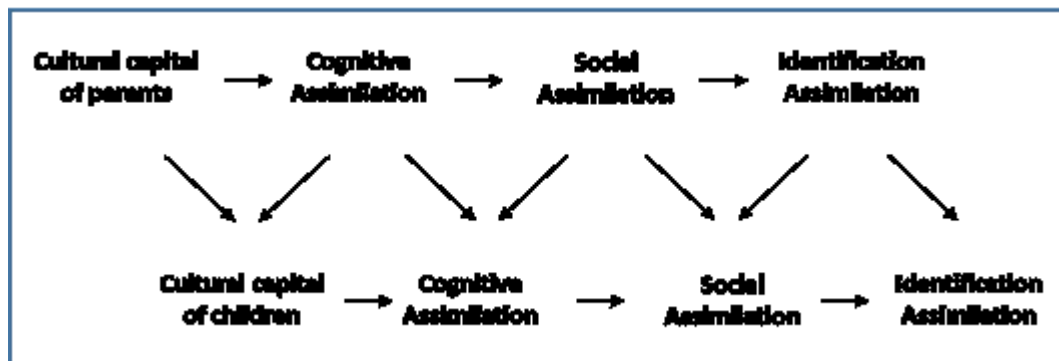 Cultural capital
of parents
Cognitive
Assimilation
Social
Assimilation
Identification
Assimilation
Cultural capital
of children
Cognitive
Assimilation
Social
Assimilation
Identification
Assimilation